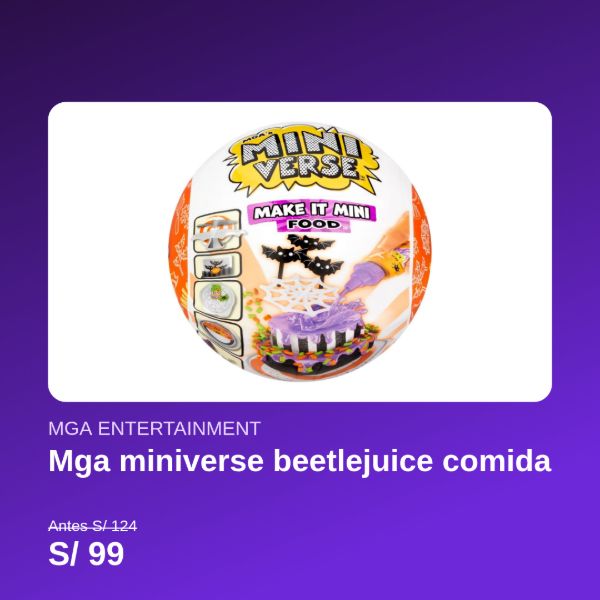 MGA's
MINI
VERSE
MAKE IT MINI
FOOD
MGA ENTERTAINMENT
Mga miniverse beetlejuice comida
Antes S/ 124
S/ 99